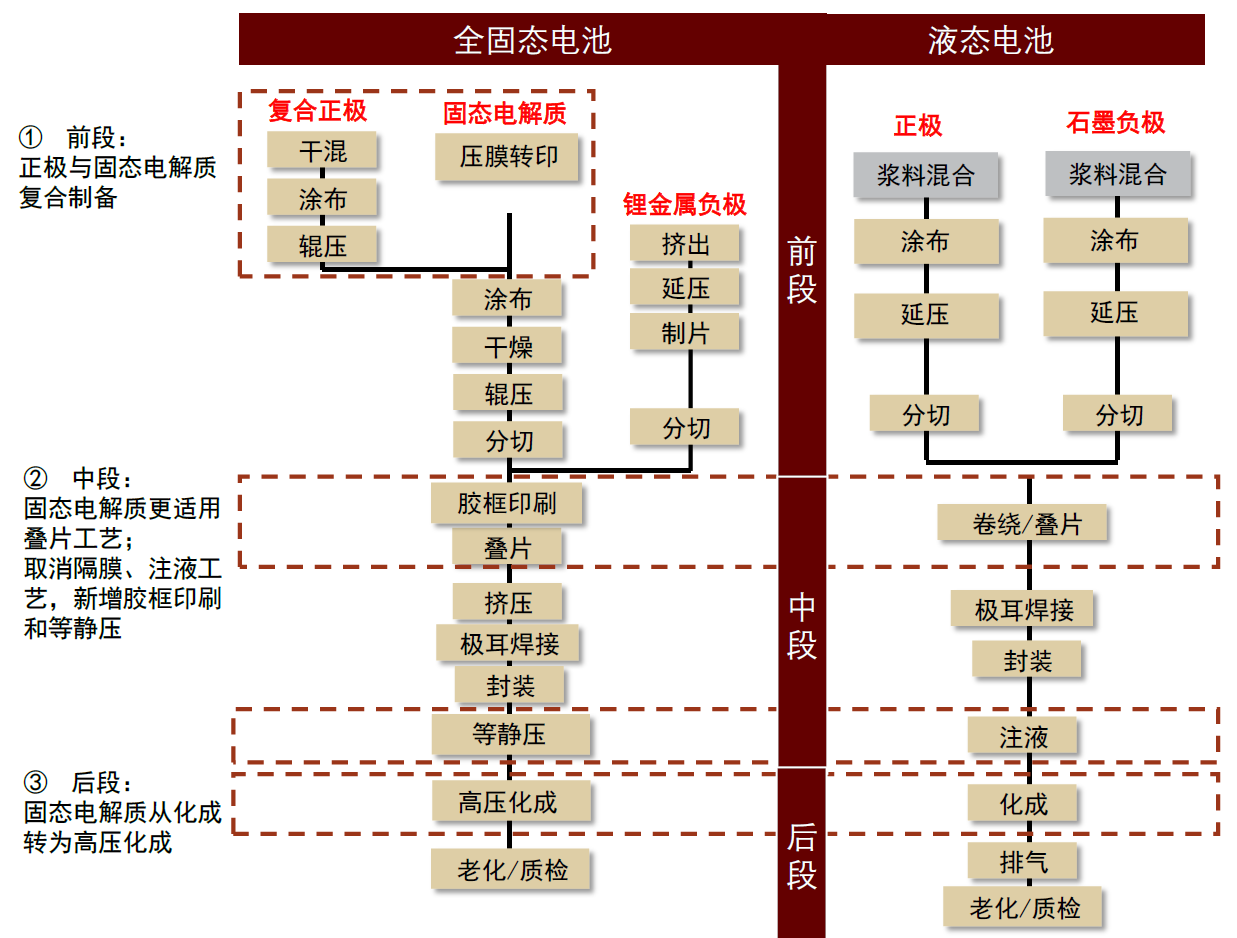 全固态电池
液态电池
① 前段：
正极与固态电解质
复合制备
复合正极
干混
涂布
辊压
固态电解质
压膜转印
涂布
干燥
辊压
分切
锂金属负极
挤出
延压
制片
分切
前
段
正极
浆料混合
涂布
延压
分切
石墨负极
浆料混合
涂布
延压
分切
② 中段：
固态电解质更适用
叠片工艺；
取消隔膜、注液工
艺，新增胶框印刷
和等静压
胶框印刷
叠片
挤压
极耳焊接
封装
等静压
中
段
卷绕/叠片
极耳焊接
封装
注液
③ 后段：
固态电解质从化成
转为高压化成
高压化成
老化/质检
后
段
化成
排气
老化/质检